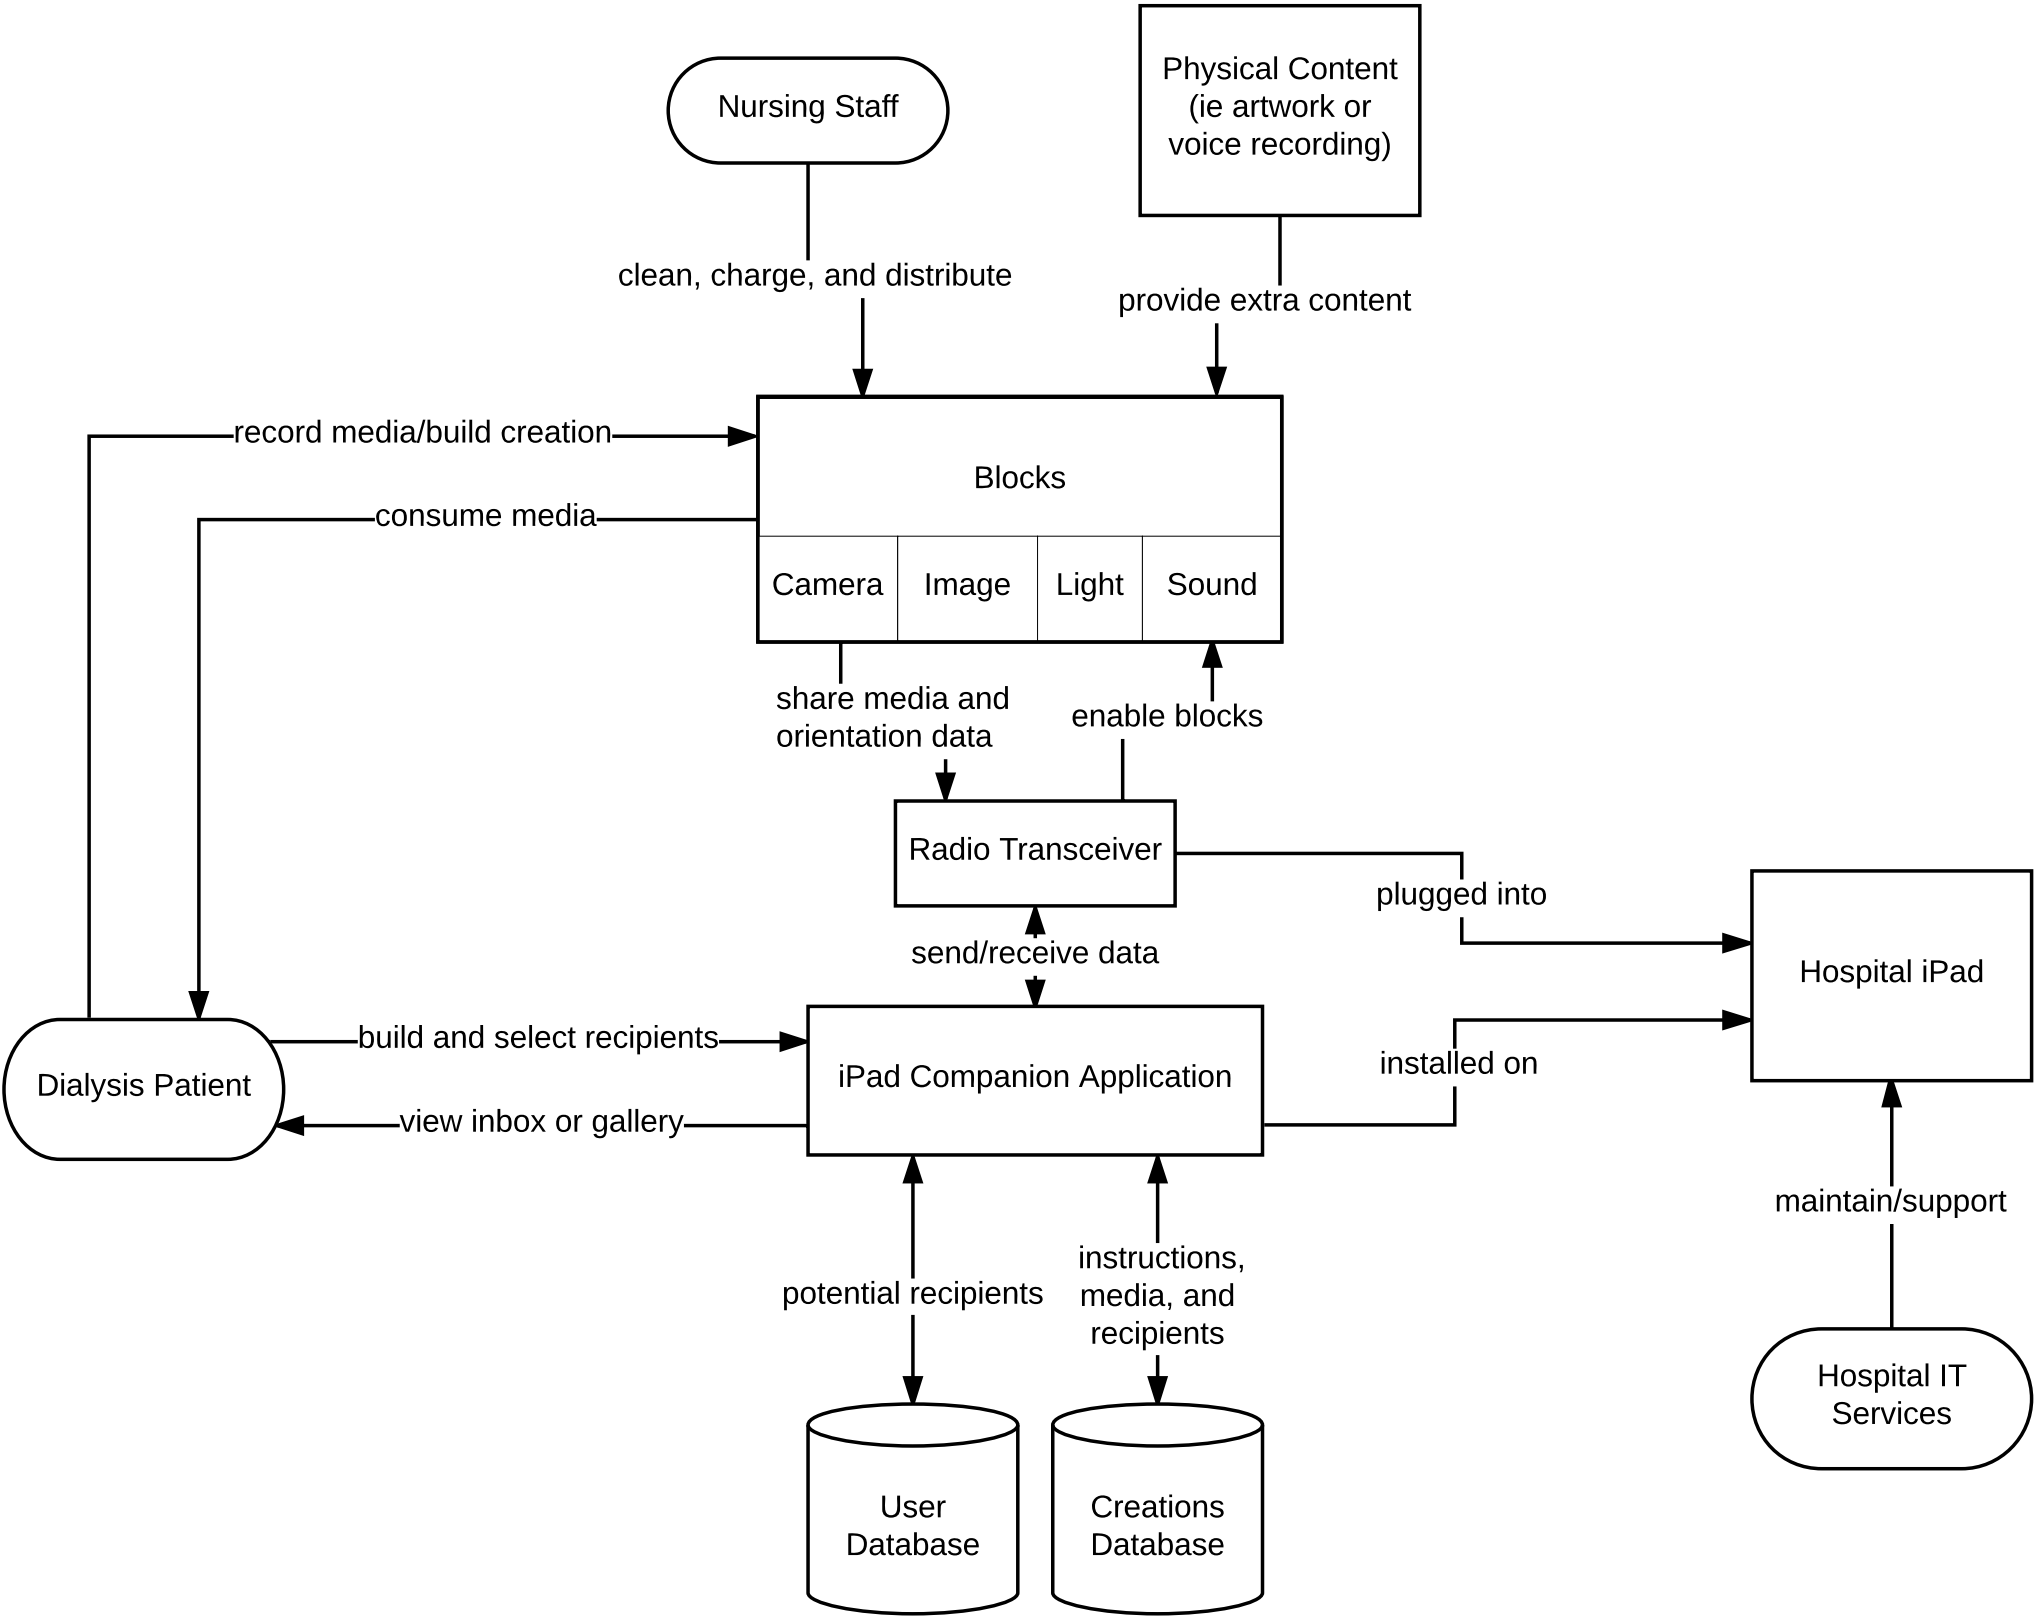 Nursing Staff
Physical Content
(ie artwork or
voice recording)
clean, charge, and distribute
provide extra content
record media/build creation
Blocks
consume media
Camera
Image
Light
Sound
share media and
orientation data
enable blocks
Radio Transceiver
plugged into
send/receive data
Hospital iPad
build and select recipients
iPad Companion Application
installed on
Dialysis Patient
view inbox or gallery
maintain/support
potential recipients
instructions,
media, and
recipients
Hospital IT
Services
User
Database
Creations
Database